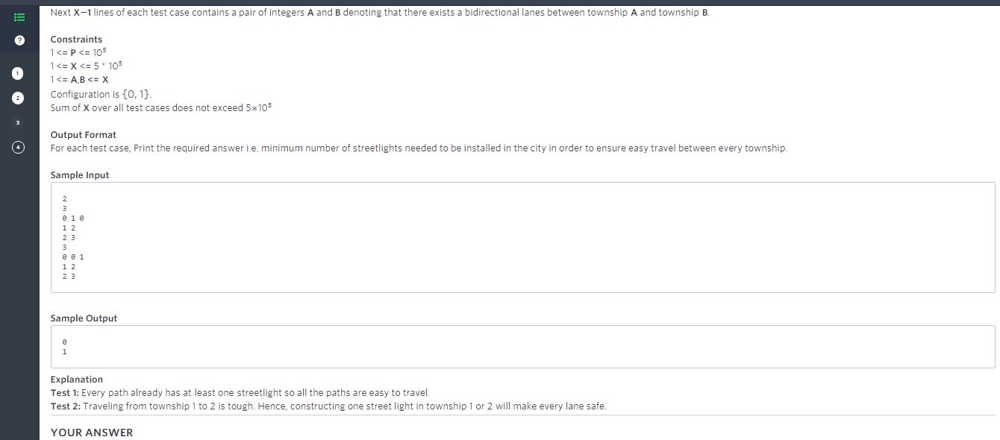 Next X−1 lines of each test case contains a pair of integers A and B denoting that there exists a bidirectional lanes between township A and township B.
?
Constraints
1 <= P <= 10⁵
1 <= X <= 5 * 10⁵
1
1 <= A,B <= X
2
Configuration is {0, 1}.
Sum of X over all test cases does not exceed 5*10⁵
3
Output Format
4
For each test case, Print the required answer i.e. minimum number of streetlights needed to be installed in the city in order to ensure easy travel between every township.
Sample Input
2
3
0 1 0
1 2
2 3
3
0 0 1
1 2
2 3
Sample Output
0
1
Explanation
Test 1: Every path already has at least one streetlight so all the paths are easy to travel.
Test 2: Traveling from township 1 to 2 is tough. Hence, constructing one street light in township 1 or 2 will make every lane safe.
YOUR ANSWER